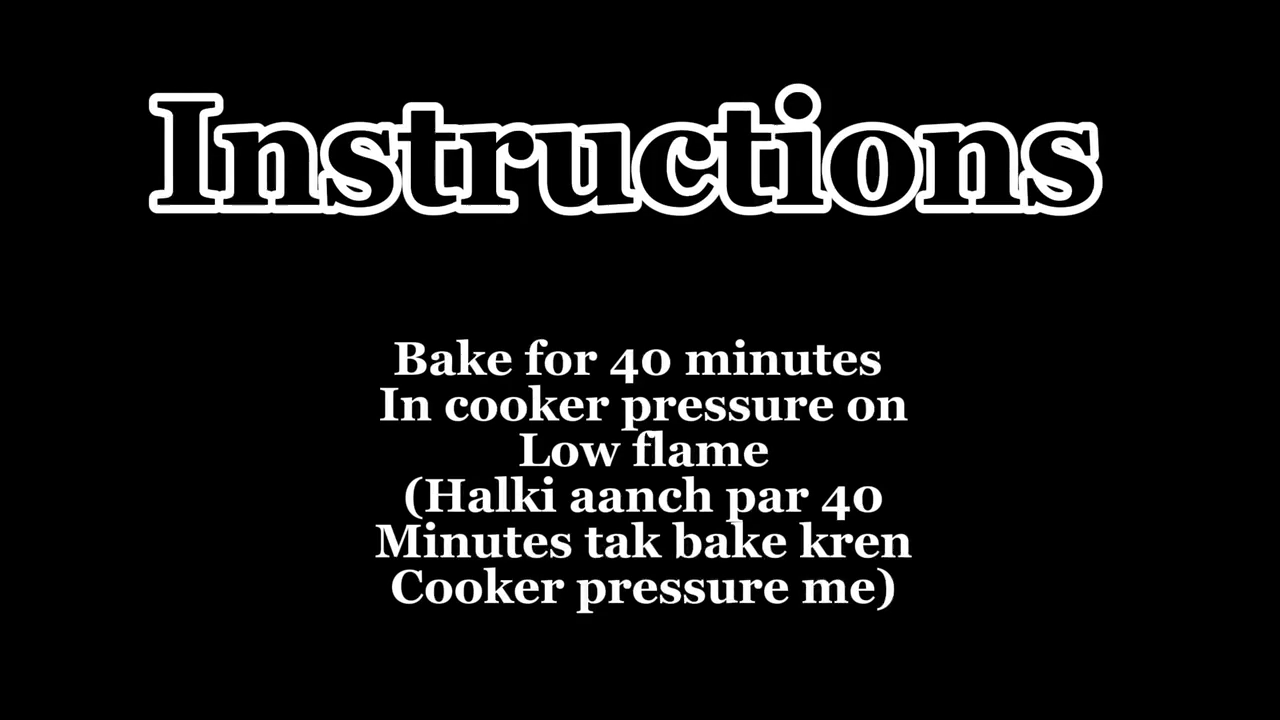 Instructions
Bake for 40 minutes
In cooker pressure on
Low flame
(Halki aanch par 40
Minutes tak bake kren
Cooker pressure me)